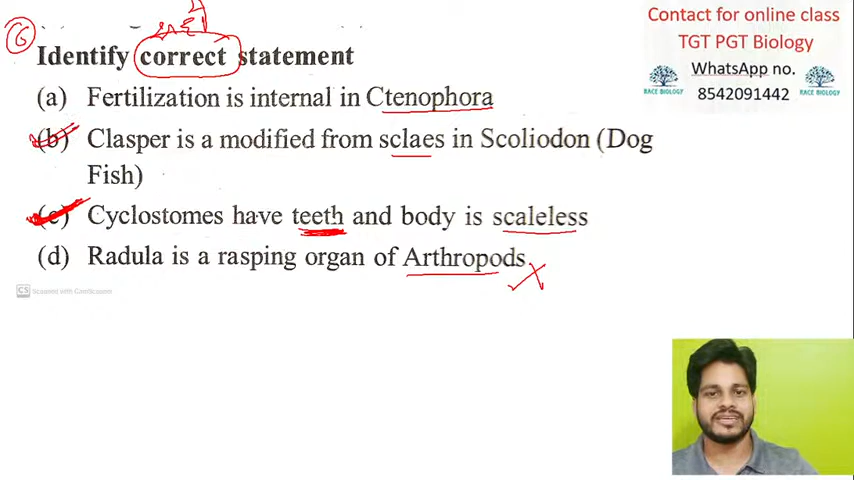 Contact for online class
TGT PGT Biology
WhatsApp no.
8542091442
RACE BIOLOGY
RACE BIOLOGY
6
Identify correct statement
(a) Fertilization is internal in Ctenophora
(b) Clasper is a modified from sclaes in Scoliodon (Dog
Fish)
(c) Cyclostomes have teeth and body is scaleless
(d) Radula is a rasping organ of Arthropods
CS Scanned with CamScanner